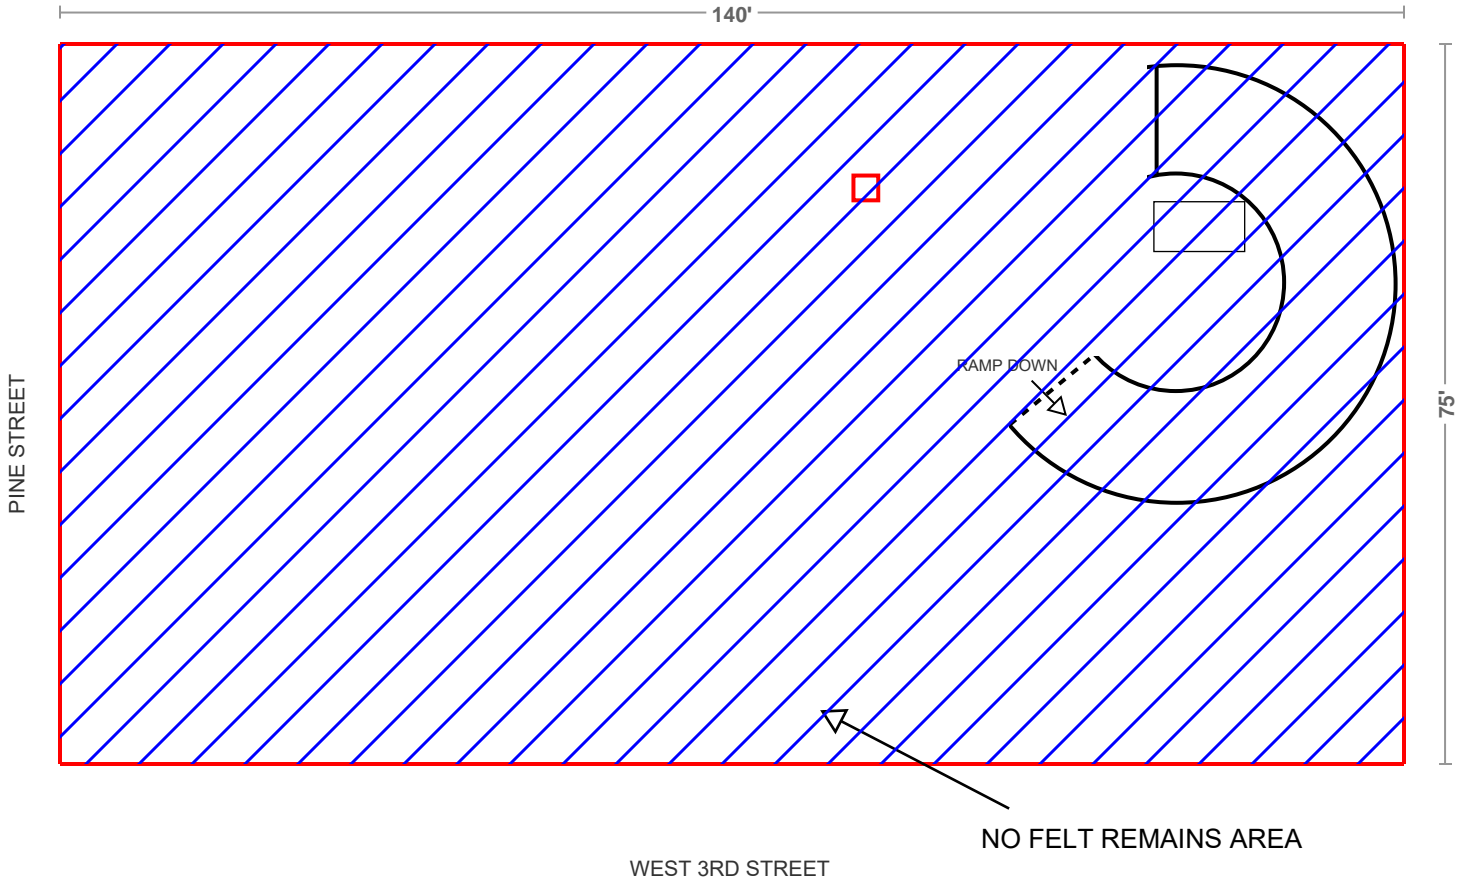 140'
RAMP DOWN
PINE STREET
75'
NO FELT REMAINS AREA
WEST 3RD STREET